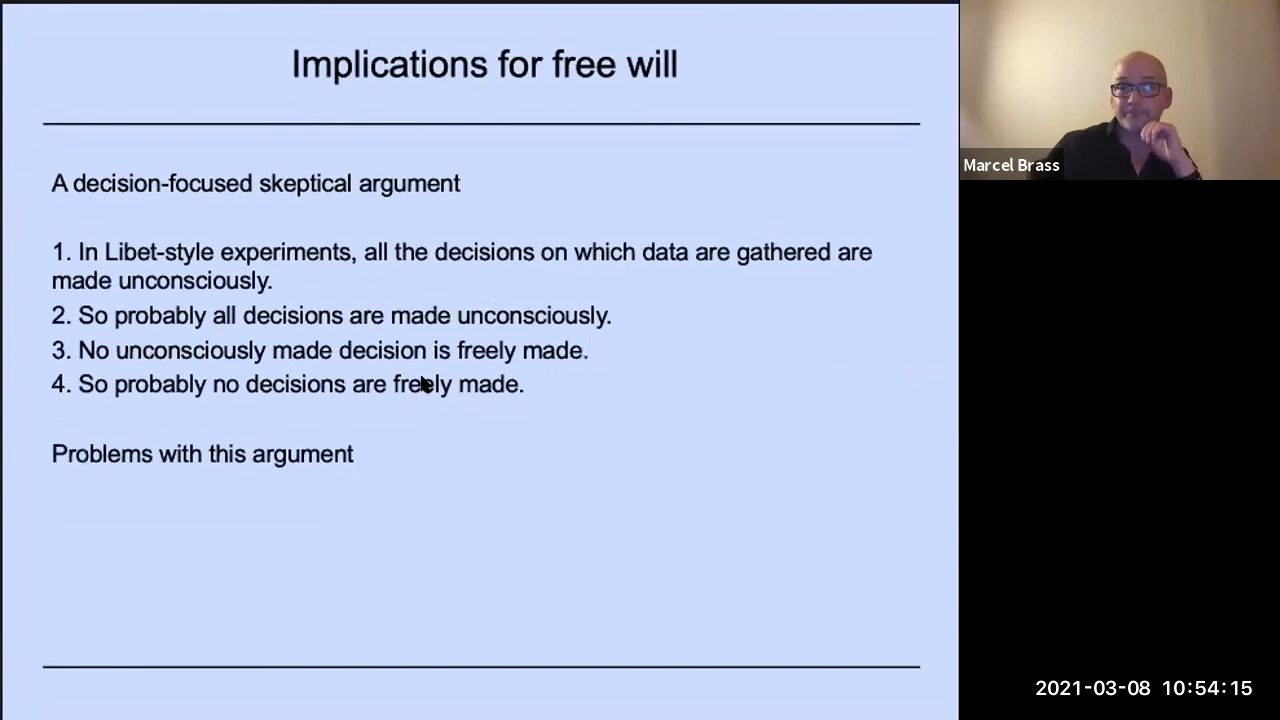 Implications for free will
A decision-focused skeptical argument
1. In Libet-style experiments, all the decisions on which data are gathered are
made unconsciously.
2. So probably all decisions are made unconsciously.
3. No unconsciously made decision is freely made.
4. So probably no decisions are freely made.
Problems with this argument
Marcel Brass
2021-03-08 10:54:15